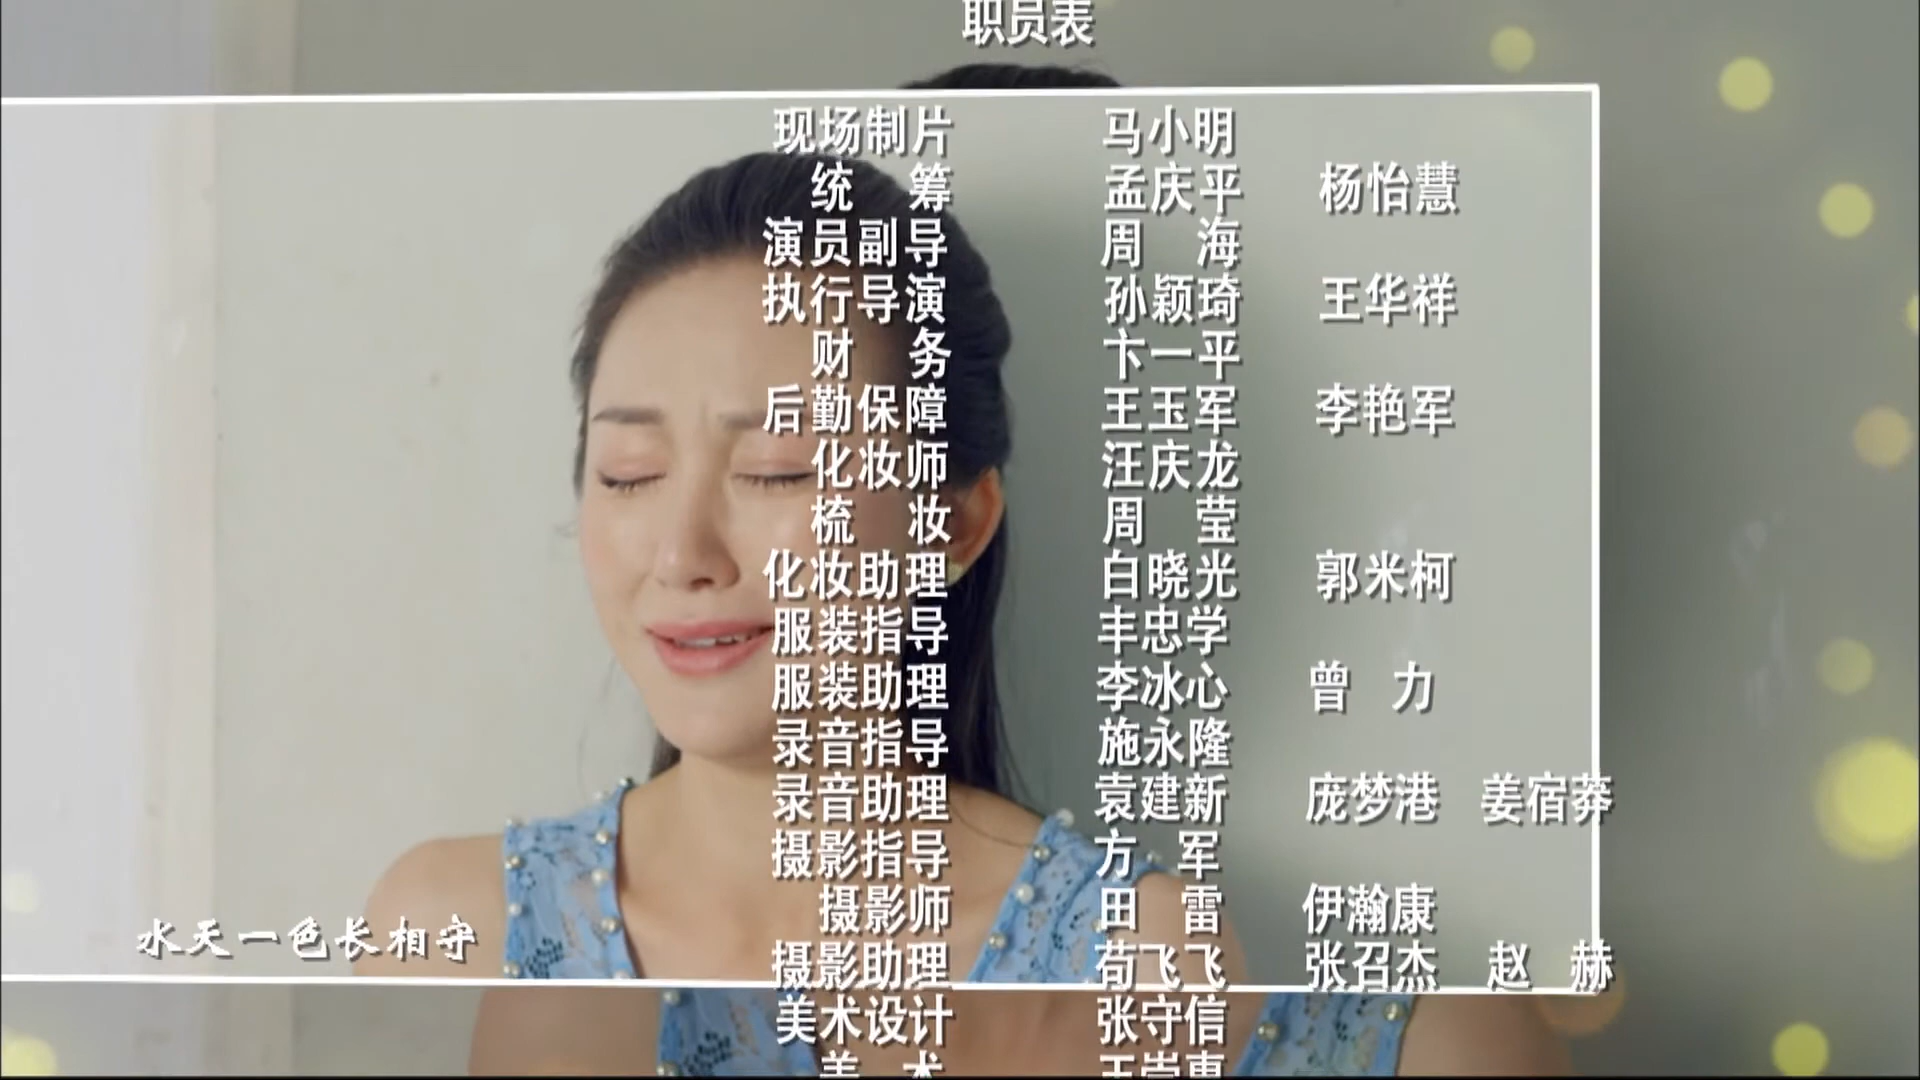 职员表
现场制片 马小明
统 筹 孟庆平 杨怡慧
演员副导 周 海
执行导演 孙颖琦 王华祥
财 务 卞一平
后勤保障 王玉军 李艳军
化妆师 汪庆龙
梳 妆 周 莹
化妆助理 白晓光 郭米柯
服装指导 丰忠学
服装助理 李冰心 曾 力
录音指导 施永隆
录音助理 袁建新 庞梦港 姜宿莽
摄影指导 方 军
摄影师 田 雷 伊瀚康
水天一色长相守
摄影助理 苟飞飞 张召杰 赵 赫
美术设计 张守信
美 术 王崇惠